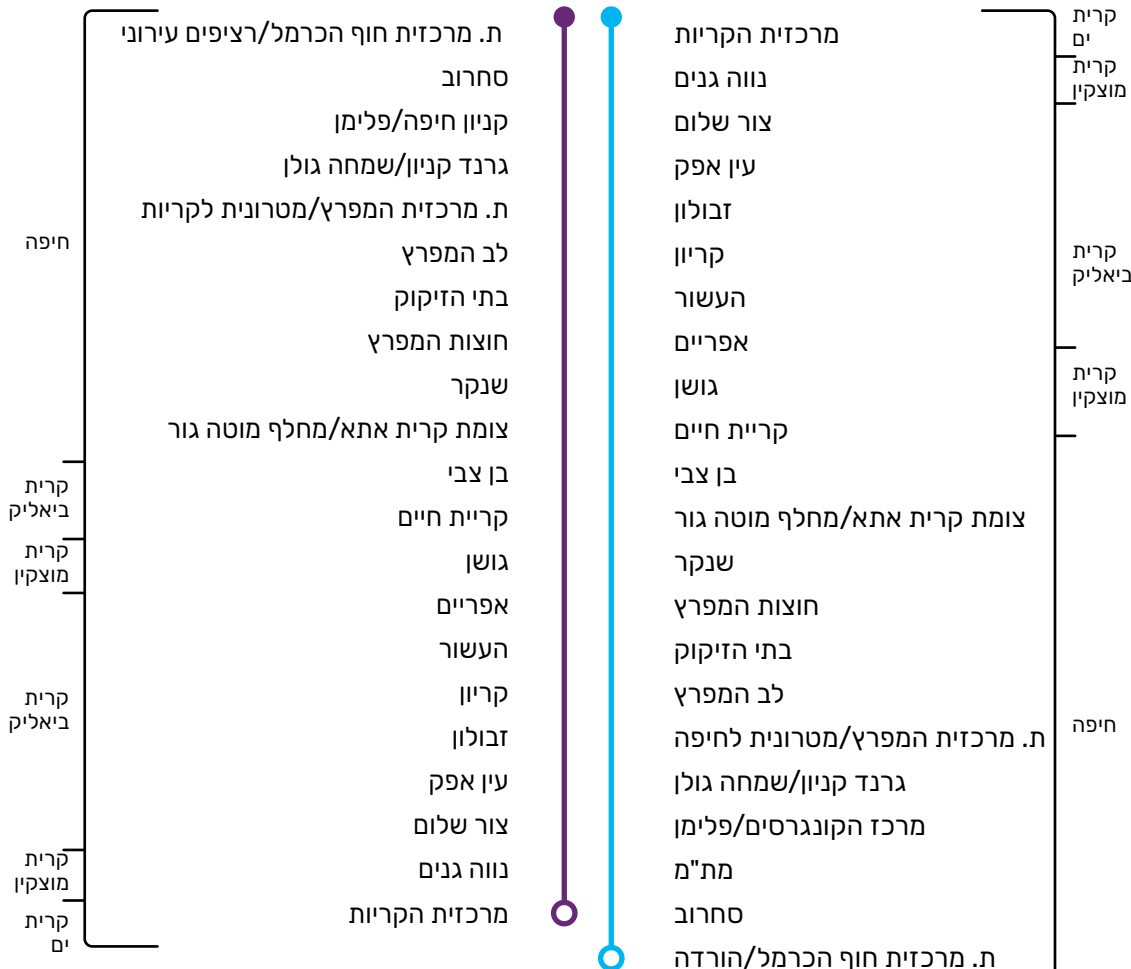 קרית
ים
קרית
מוצקין
קרית
ביאליק
קרית
מוצקין
חיפה
מרכזית הקריות
נווה גנים
צור שלום
עין אפק
זבולון
קריון
העשור
אפריים
גושן
קריית חיים
בן צבי
צומת קרית אתא/מחלף מוטה גור
שנקר
חוצות המפרץ
בתי הזיקוק
לב המפרץ
ת. מרכזית המפרץ/מטרונית לחיפה
גרנד קניון/שמחה גולן
מרכז הקונגרסים/פלימן
מת"מ
סחרוב
ת. מרכזית חוף הכרמל/הורדה
ת. מרכזית חוף הכרמל/רציפים עירוני
סחרוב
קניון חיפה/פלימן
גרנד קניון/שמחה גולן
ת. מרכזית המפרץ/מטרונית לקריות
לב המפרץ
בתי הזיקוק
חוצות המפרץ
שנקר
צומת קרית אתא/מחלף מוטה גור
בן צבי
קריית חיים
גושן
אפריים
העשור
קריון
זבולון
עין אפק
צור שלום
נווה גנים
מרכזית הקריות
חיפה
קרית
ביאליק
קרית
מוצקין
קרית
ביאליק
קרית
מוצקין
קרית
ים